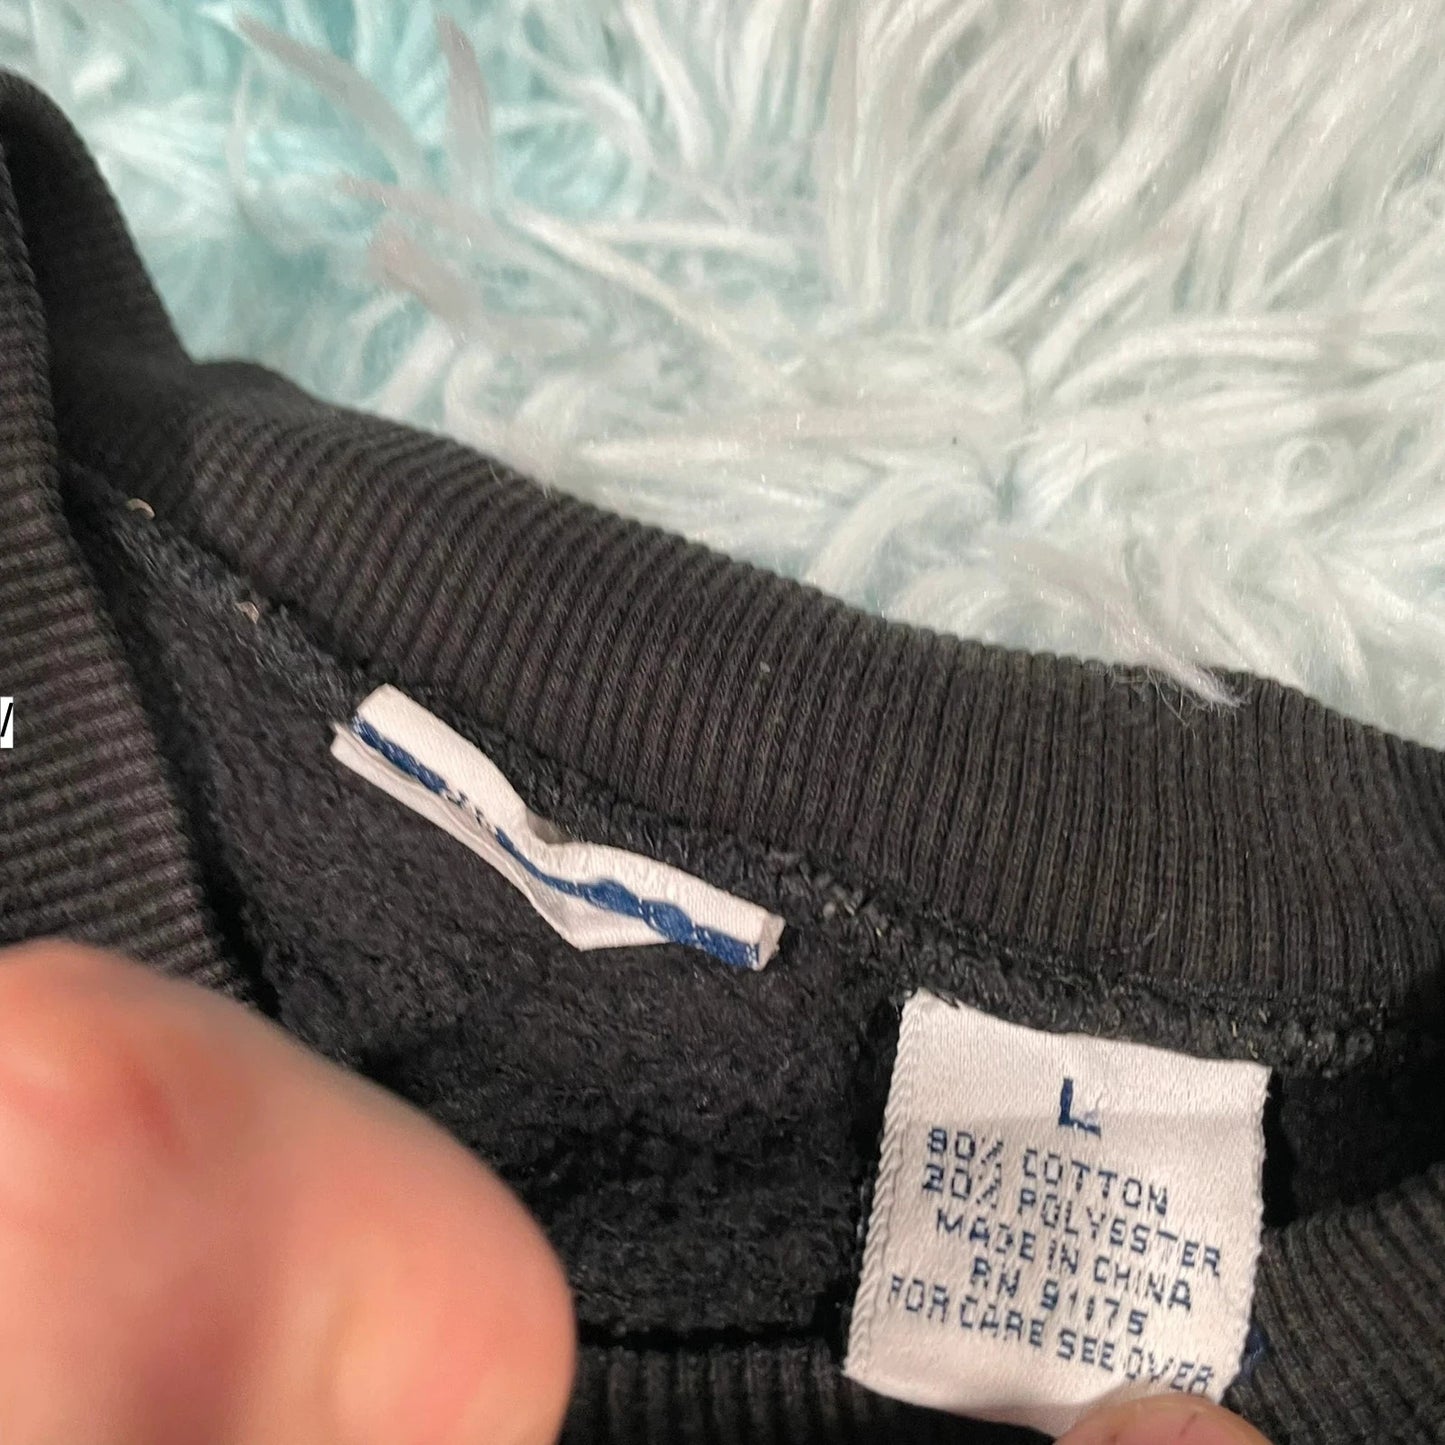 L
80% COTTON
20% POLYESTER
MADE IN CHINA
RN 91175
FOR CARE SEE OVER
/